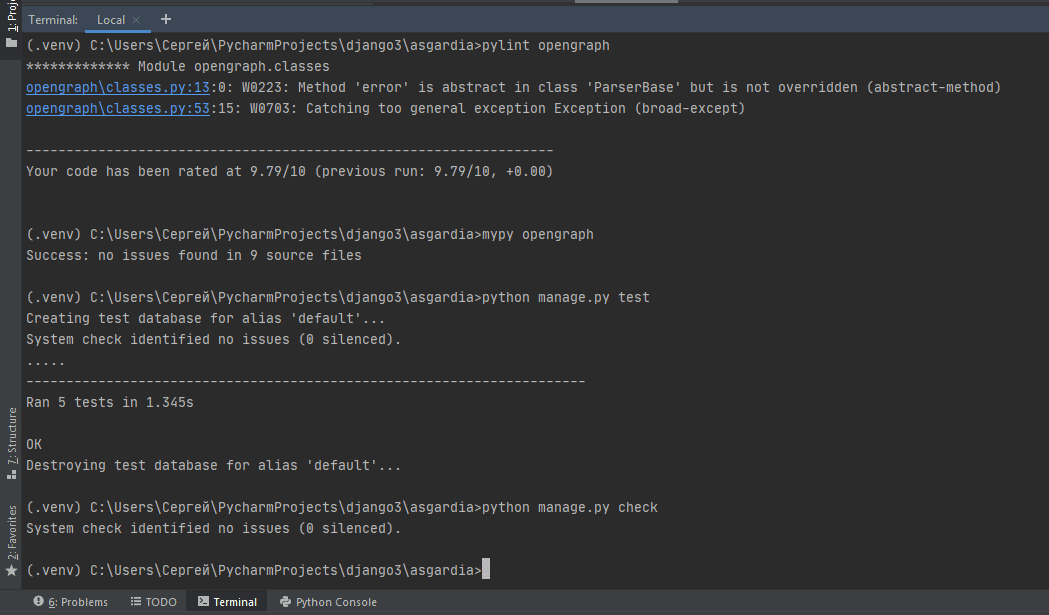 1: Proje
Terminal: Local × +
(.venv) C:\Users\Сергей\PycharmProjects\django3\asgardia>pylint opengraph
************* Module opengraph.classes
opengraph\classes.py:13:0: W0223: Method 'error' is abstract in class 'ParserBase' but is not overridden (abstract-method)
opengraph\classes.py:53:15: W0703: Catching too general exception Exception (broad-except)
------------------------------------------------------------------
Your code has been rated at 9.79/10 (previous run: 9.79/10, +0.00)
(.venv) C:\Users\Сергей\PycharmProjects\django3\asgardia>mypy opengraph
Success: no issues found in 9 source files
(.venv) C:\Users\Сергей\PycharmProjects\django3\asgardia>python manage.py test
Creating test database for alias 'default'...
System check identified no issues (0 silenced).
.....
----------------------------------------------------------------------
Ran 5 tests in 1.345s
OK
Destroying test database for alias 'default'...
(.venv) C:\Users\Сергей\PycharmProjects\django3\asgardia>python manage.py check
System check identified no issues (0 silenced).
(.venv) C:\Users\Сергей\PycharmProjects\django3\asgardia>
7: Structure
2: Favorites
6: Problems TODO Terminal Python Console